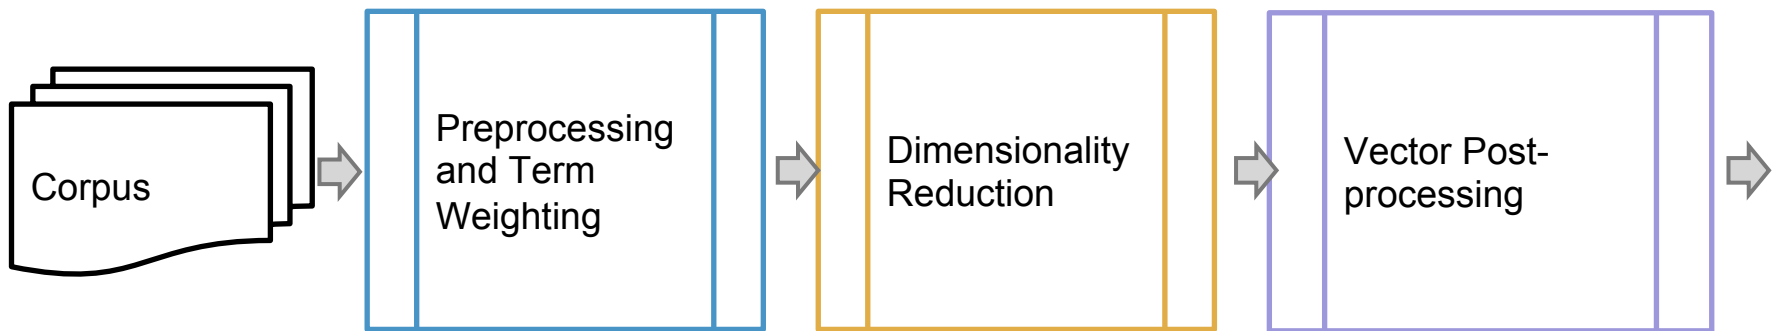 Corpus
Preprocessing
and Term
Weighting
Dimensionality
Reduction
Vector Post-
processing